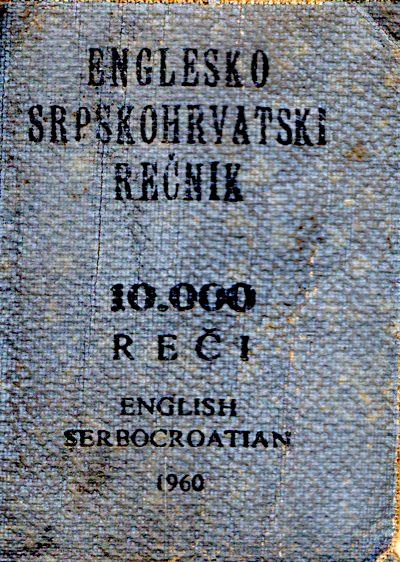 ENGLESKO
SRPSKOHRVATSKI
REČNIK
10.000
REČI
ENGLISH
SERBOCROATIAN
1960